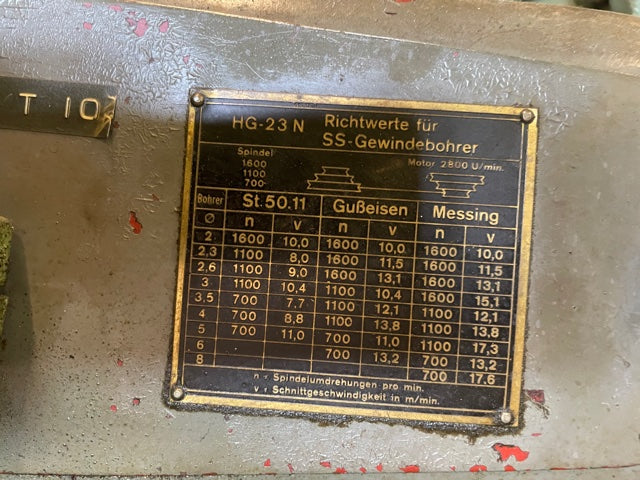 T 10
HG-23 N Richtwerte für
SS-Gewindebohrer
Spindel Motor 2800 U/min.
1600
1100
700
Bohrer St.50.11 Gußeisen Messing
Ø n v n v n v
2 1600 10,0 1600 10,0 1600 10,0
2,3 1100 8,0 1600 11,5 1600 11,5
2,6 1100 9,0 1600 13,1 1600 13,1
3 1100 10,4 1100 10,4 1600 15,1
3,5 700 7,7 1100 12,1 1100 12,1
4 700 8,8 1100 13,8 1100 13,8
5 700 11,0 700 11,0 1100 17,3
6 700 13,2 700 13,2
8 700 17,6
n = Spindelumdrehungen pro min.
v = Schnittgeschwindigkeit in m/min.